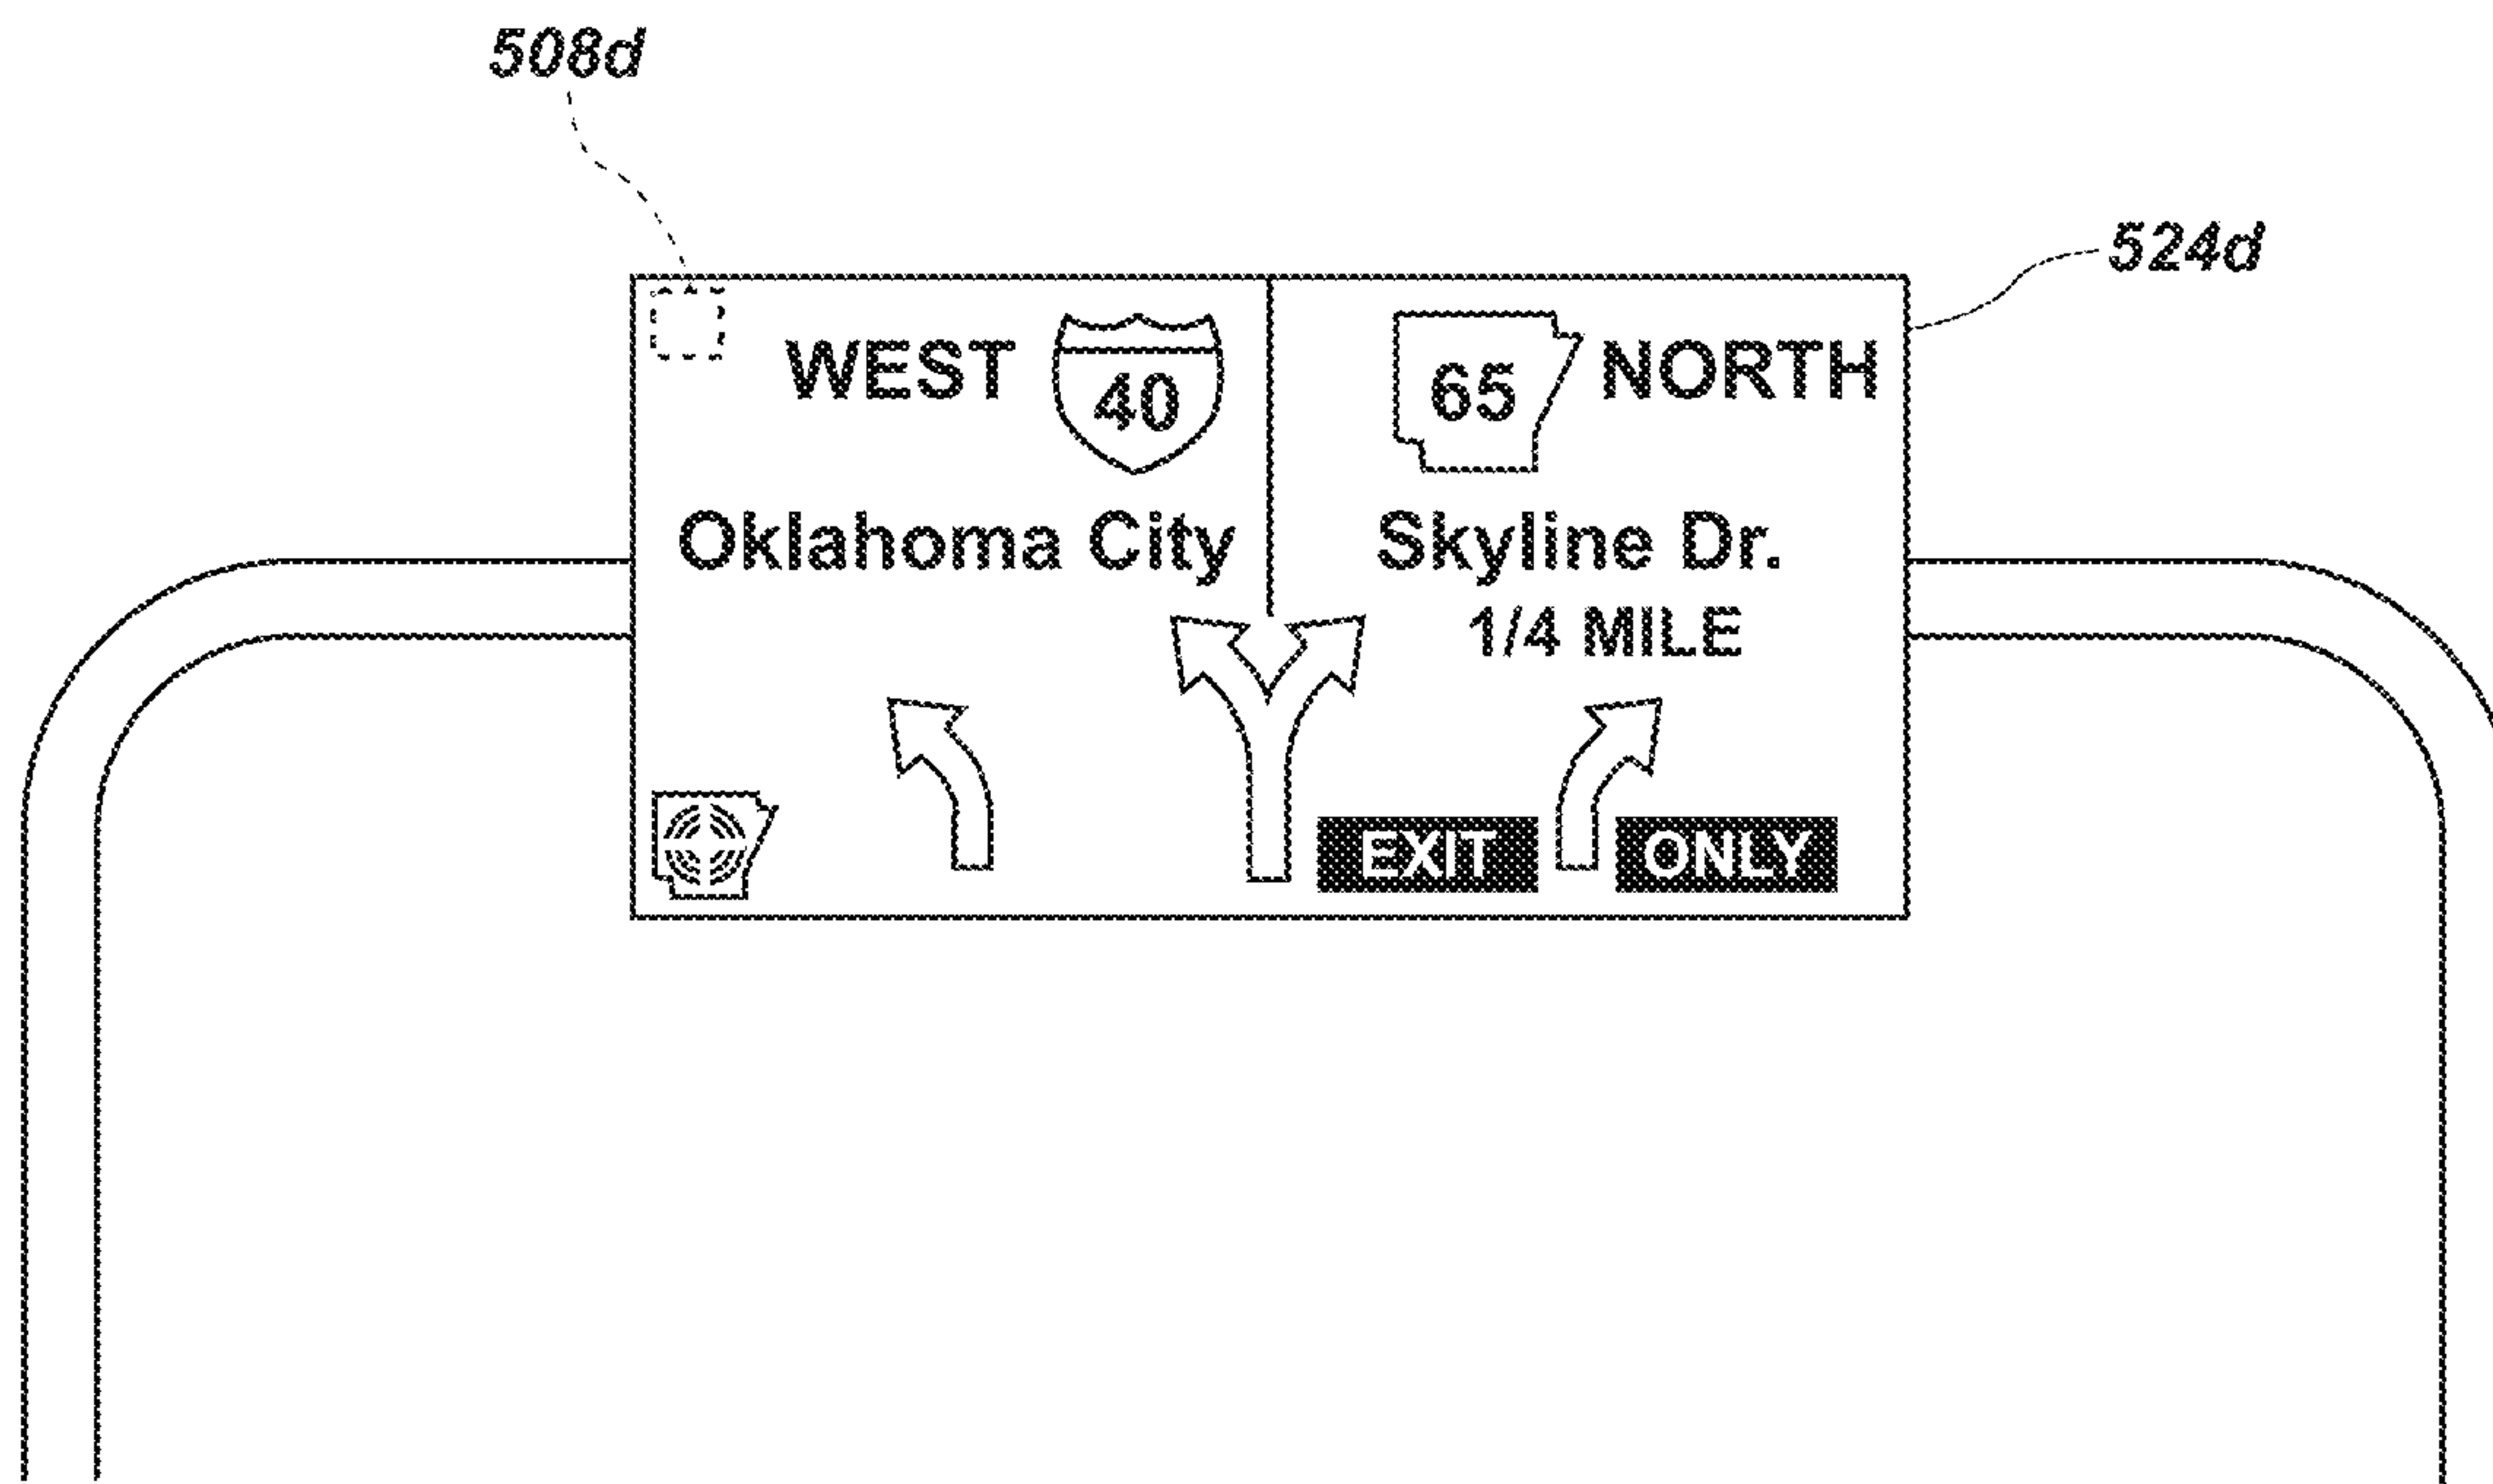 508d
524d
WEST 40
65 NORTH
Oklahoma City
Skyline Dr.
1/4 MILE
EXIT ONLY